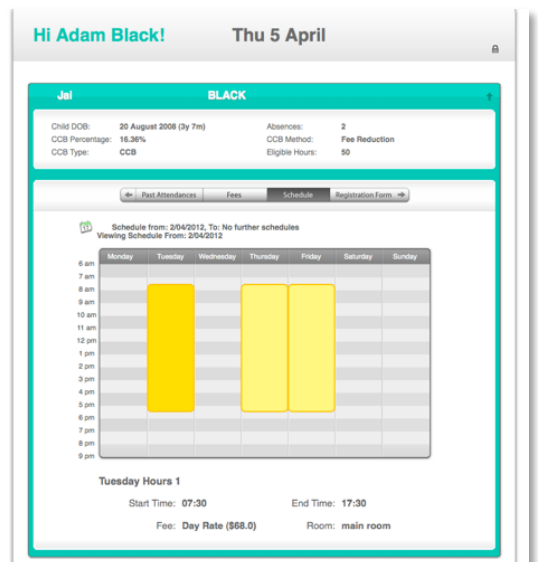 Hi Adam Black! Thu 5 April
Jai BLACK
Child DOB: 20 August 2008 (3y 7m) Absences: 2
CCB Percentage: 16.36% CCB Method: Fee Reduction
CCB Type: CCB Eligible Hours: 50
Past Attendances Fees Schedule Registration Form
Schedule from: 2/04/2012, To: No further schedules
Viewing Schedule From: 2/04/2012
Monday Tuesday Wednesday Thursday Friday Saturday Sunday
6 am
7 am
8 am
9 am
10 am
11 am
12 pm
1 pm
2 pm
3 pm
4 pm
5 pm
6 pm
7 pm
8 pm
9 pm
Tuesday Hours 1
Start Time: 07:30 End Time: 17:30
Fee: Day Rate ($68.0) Room: main room